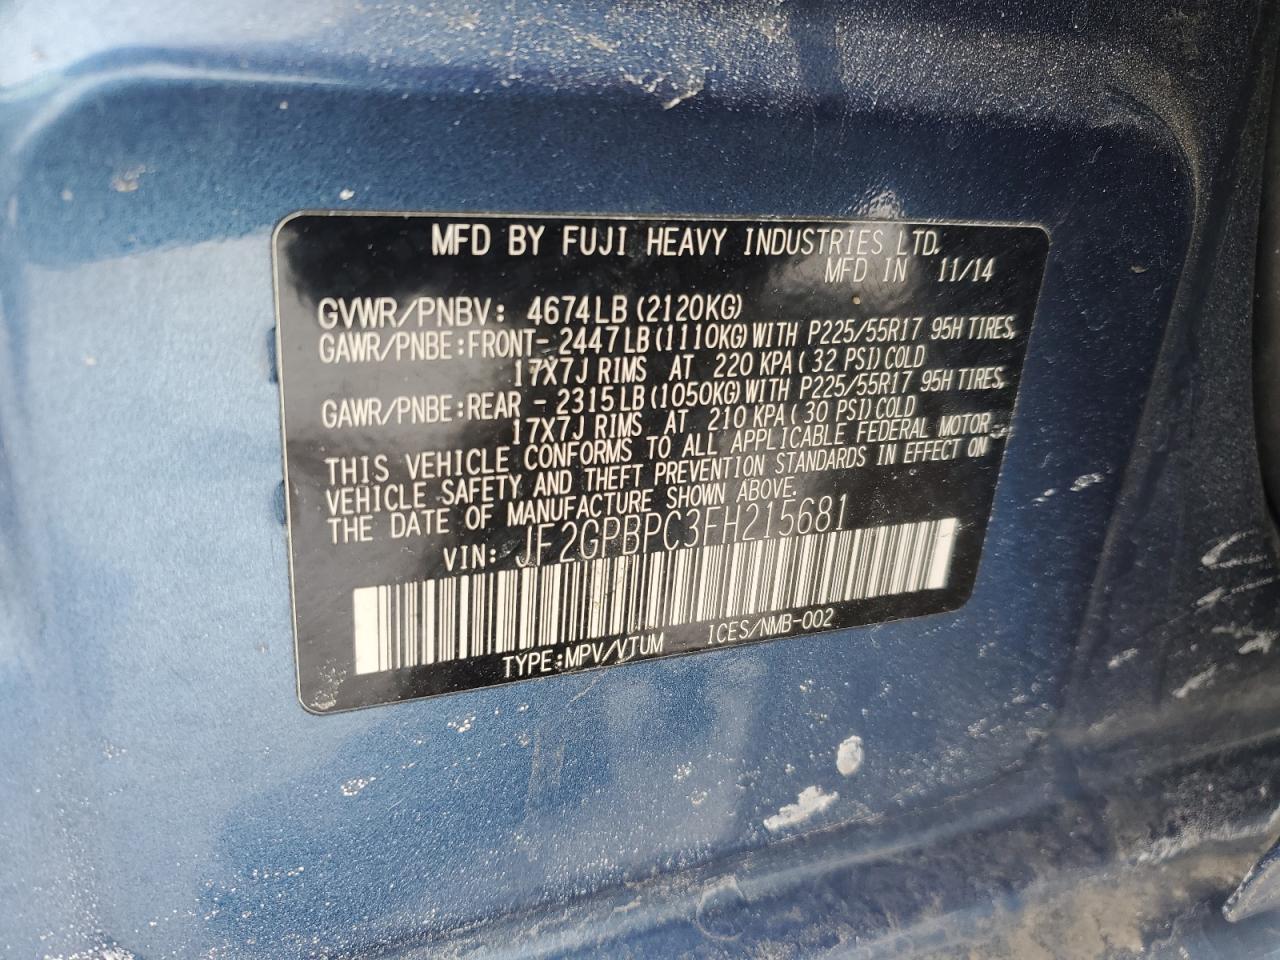 MFD BY FUJI HEAVY INDUSTRIES LTD.
MFD IN 11/14
GVWR/PNBV: 4674LB (2120KG)
GAWR/PNBE:FRONT- 2447LB(1110KG)WITH P225/55R17 95H TIRES,
17X7J RIMS AT 220 KPA(32 PSI)COLD
GAWR/PNBE:REAR - 2315LB(1050KG)WITH P225/55R17 95H TIRES,
17X7J RIMS AT 210 KPA(30 PSI)COLD
THIS VEHICLE CONFORMS TO ALL APPLICABLE FEDERAL MOTOR
VEHICLE SAFETY AND THEFT PREVENTION STANDARDS IN EFFECT ON
THE DATE OF MANUFACTURE SHOWN ABOVE.
VIN: JF2GPBPC3FH215681
TYPE:MPV/VTUM ICES/NMB-002